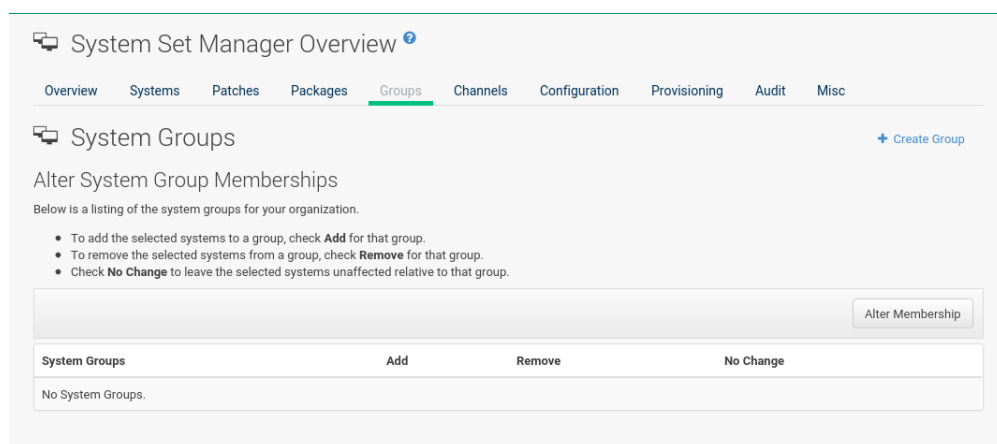 System Set Manager Overview ?
Overview Systems Patches Packages Groups Channels Configuration Provisioning Audit Misc
System Groups
+ Create Group
Alter System Group Memberships
Below is a listing of the system groups for your organization.
• To add the selected systems to a group, check Add for that group.
• To remove the selected systems from a group, check Remove for that group.
• Check No Change to leave the selected systems unaffected relative to that group.
Alter Membership
System Groups Add Remove No Change
No System Groups.